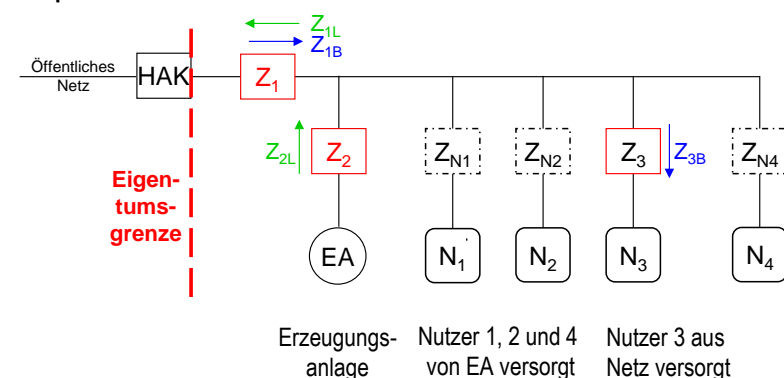 Z1L
Z1B
Öffentliches
Netz
HAK
Z1
Z2L
Z2
ZN1
ZN2
Z3
Z3B
ZN4
Eigen-
tums-
grenze
EA
N1
N2
N3
N4
Erzeugungs-
anlage
Nutzer 1, 2 und 4
von EA versorgt
Nutzer 3 aus
Netz versorgt